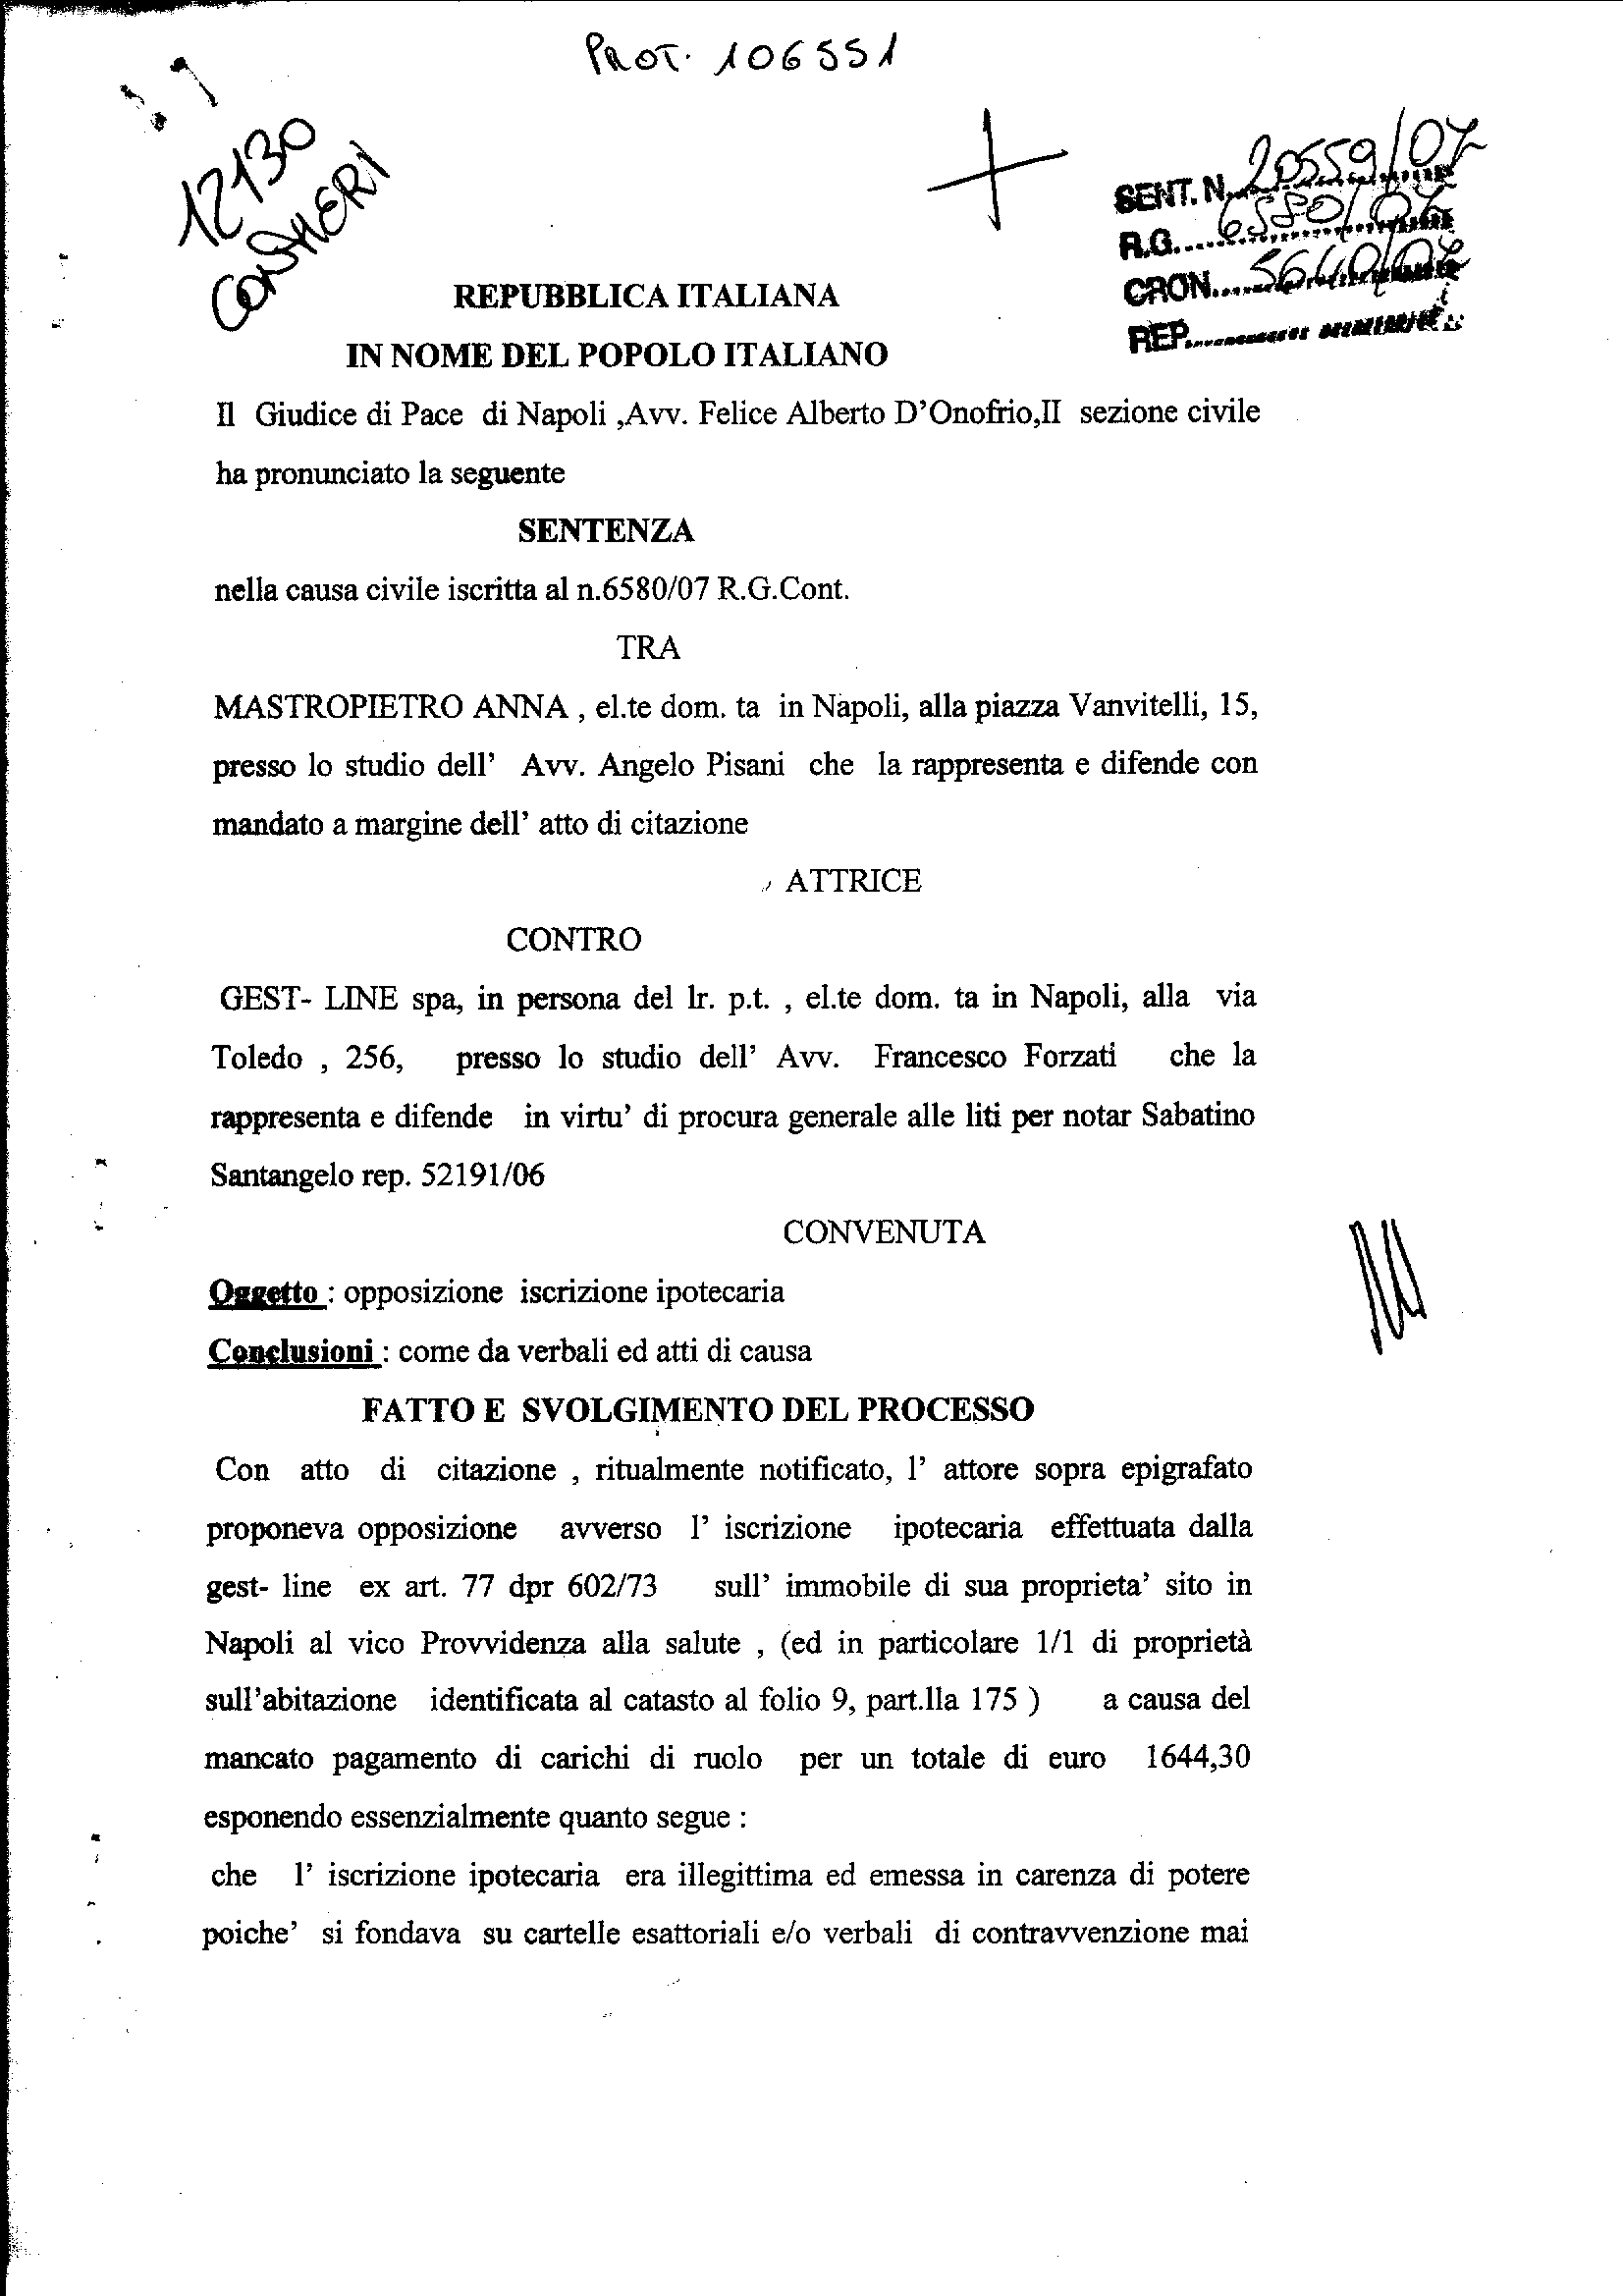 PROT. 106551
12130
SENT. N. 20559/07
R.G. 6580/07
CRON.
REP.
REPUBBLICA ITALIANA
IN NOME DEL POPOLO ITALIANO
Il Giudice di Pace di Napoli ,Avv. Felice Alberto D'Onofrio,II sezione civile
ha pronunciato la seguente
SENTENZA
nella causa civile iscritta al n.6580/07 R.G.Cont.
TRA
MASTROPIETRO ANNA , el.te dom. ta in Napoli, alla piazza Vanvitelli, 15,
presso lo studio dell' Avv. Angelo Pisani che la rappresenta e difende con
mandato a margine dell' atto di citazione
ATTRICE
CONTRO
GEST- LINE spa, in persona del lr. p.t. , el.te dom. ta in Napoli, alla via
Toledo , 256, presso lo studio dell' Avv. Francesco Forzati che la
rappresenta e difende in virtu' di procura generale alle liti per notar Sabatino
Santangelo rep. 52191/06
CONVENUTA
Oggetto : opposizione iscrizione ipotecaria
Conclusioni : come da verbali ed atti di causa
FATTO E SVOLGIMENTO DEL PROCESSO
Con atto di citazione , ritualmente notificato, l' attore sopra epigrafato
proponeva opposizione avverso l' iscrizione ipotecaria effettuata dalla
gest- line ex art. 77 dpr 602/73 sull' immobile di sua proprieta' sito in
Napoli al vico Provvidenza alla salute , (ed in particolare 1/1 di proprietà
sull'abitazione identificata al catasto al folio 9, part.lla 175 ) a causa del
mancato pagamento di carichi di ruolo per un totale di euro 1644,30
esponendo essenzialmente quanto segue :
che l' iscrizione ipotecaria era illegittima ed emessa in carenza di potere
poiche' si fondava su cartelle esattoriali e/o verbali di contravvenzione mai